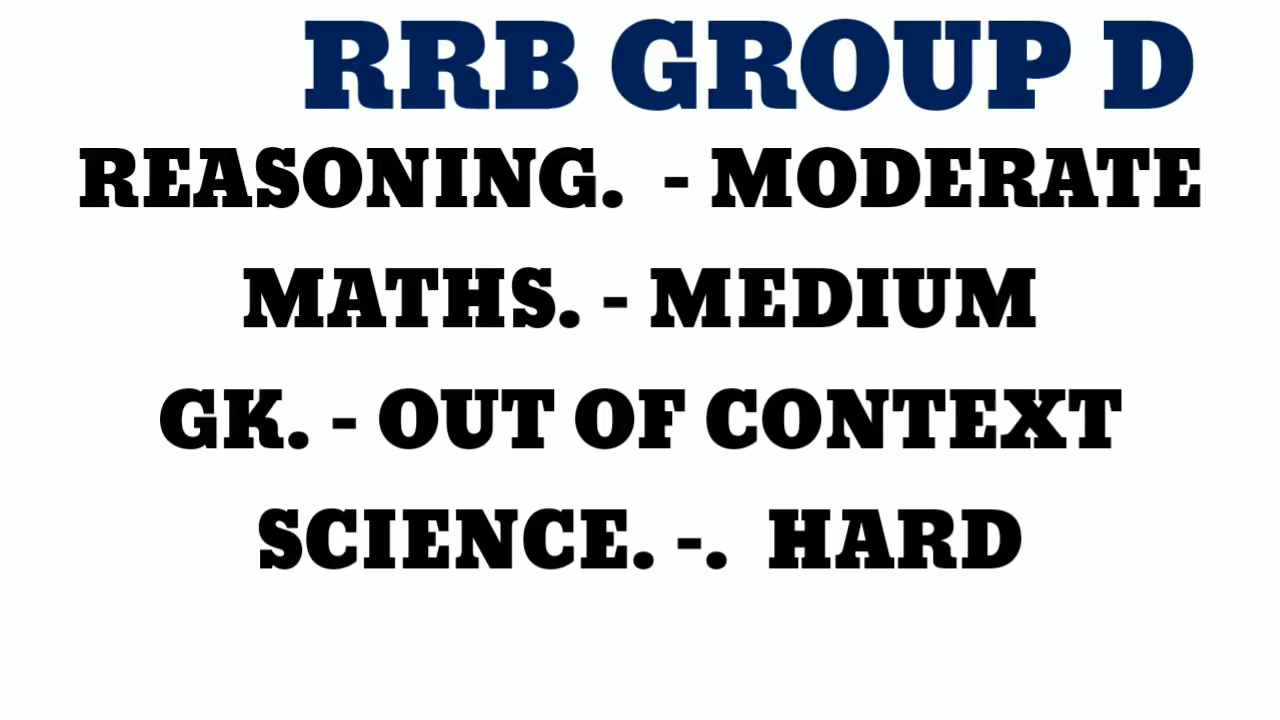 RRB GROUP D
REASONING. - MODERATE
MATHS. - MEDIUM
GK. - OUT OF CONTEXT
SCIENCE. -. HARD